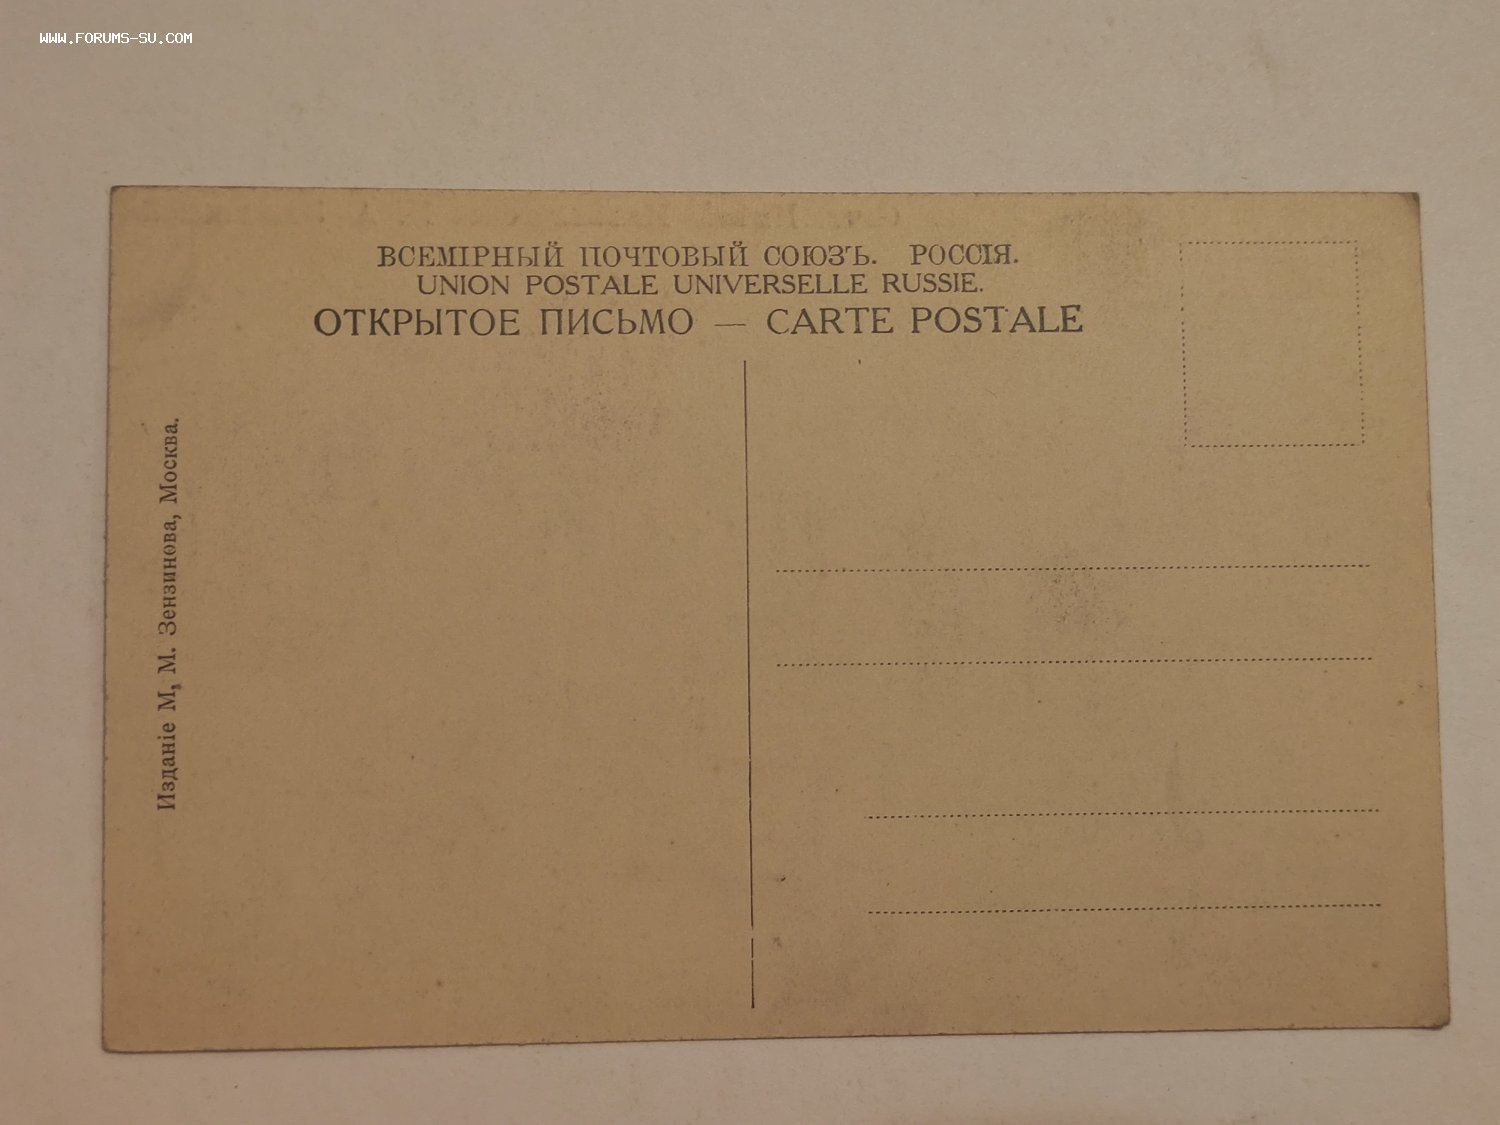 WWW.FORUMS-SU.COM
ВСЕМІРНЫЙ ПОЧТОВЫЙ СОЮЗЪ. РОССІЯ.
UNION POSTALE UNIVERSELLE RUSSIE.
ОТКРЫТОЕ ПИСЬМО — CARTE POSTALE
Изданіе М, М. Зензинова, Москва.